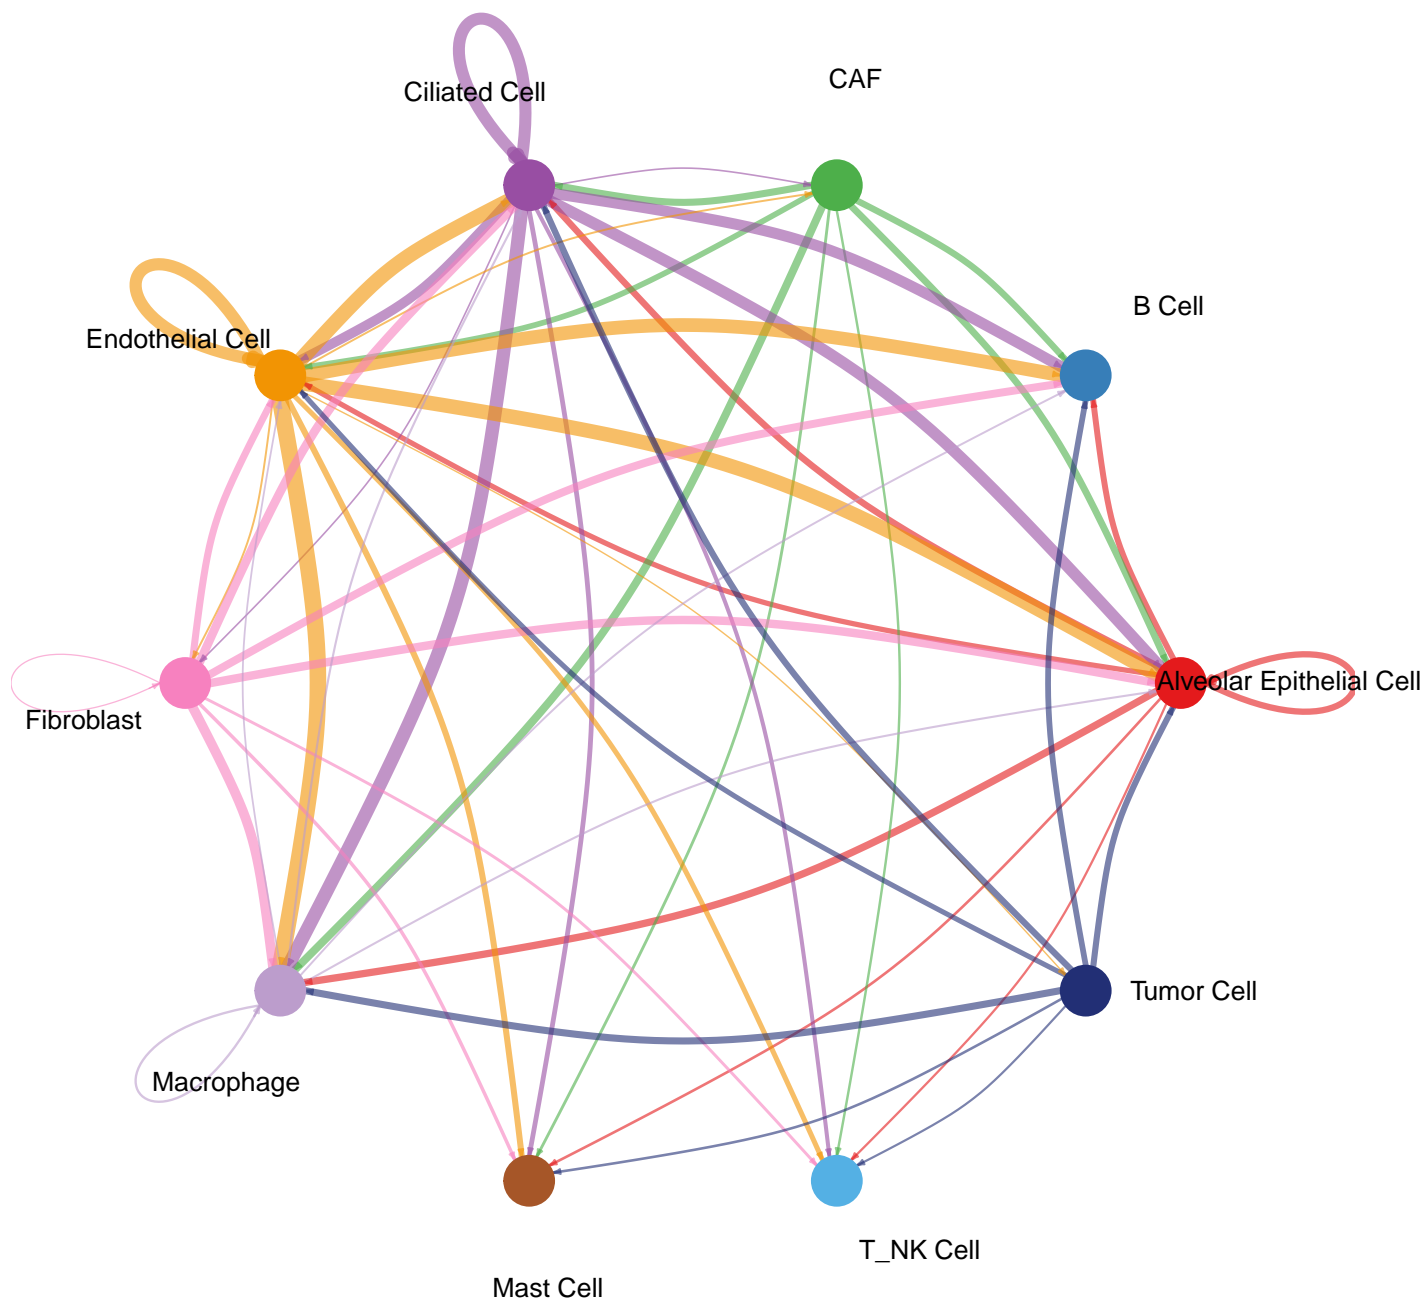 CAF
Ciliated Cell
B Cell
Endothelial Cell
Alveolar Epithelial Cell
Fibroblast
Tumor Cell
Macrophage
T_NK Cell
Mast Cell